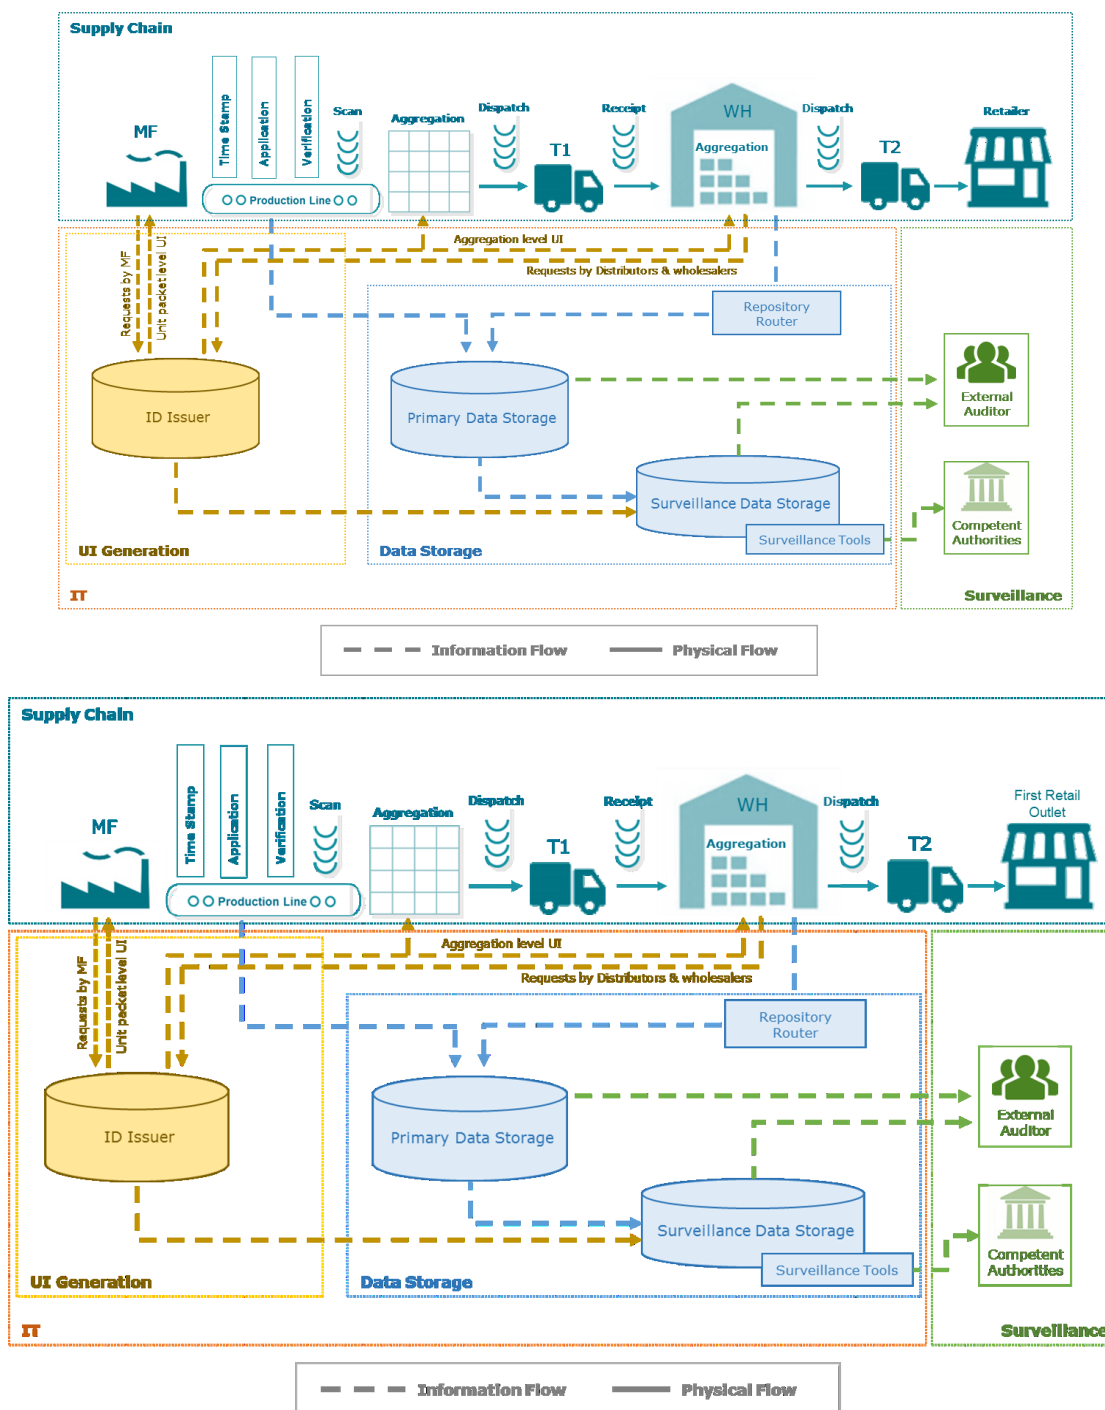 Supply Chain
MF
Time Stamp
Application
Verification
Scan
Aggregation
Dispatch
T1
Receipt
WH
Aggregation
Dispatch
T2
Retailer
Production Line
Requests by MF
Unit packet level UI
Aggregation level UI
Requests by Distributors & wholesalers
Repository
Router
ID Issuer
Primary Data Storage
Surveillance Data Storage
Surveillance Tools
External
Auditor
Competent
Authorities
UI Generation
Data Storage
IT
Surveillance
Information Flow
Physical Flow
Supply Chain
MF
Time Stamp
Application
Verification
Scan
Aggregation
Dispatch
T1
Receipt
WH
Aggregation
Dispatch
T2
First Retail
Outlet
Production Line
Requests by MF
Unit packet level UI
Aggregation level UI
Requests by Distributors & wholesalers
Repository
Router
ID Issuer
Primary Data Storage
Surveillance Data Storage
Surveillance Tools
External
Auditor
Competent
Authorities
UI Generation
Data Storage
IT
Surveillance
Information Flow
Physical Flow